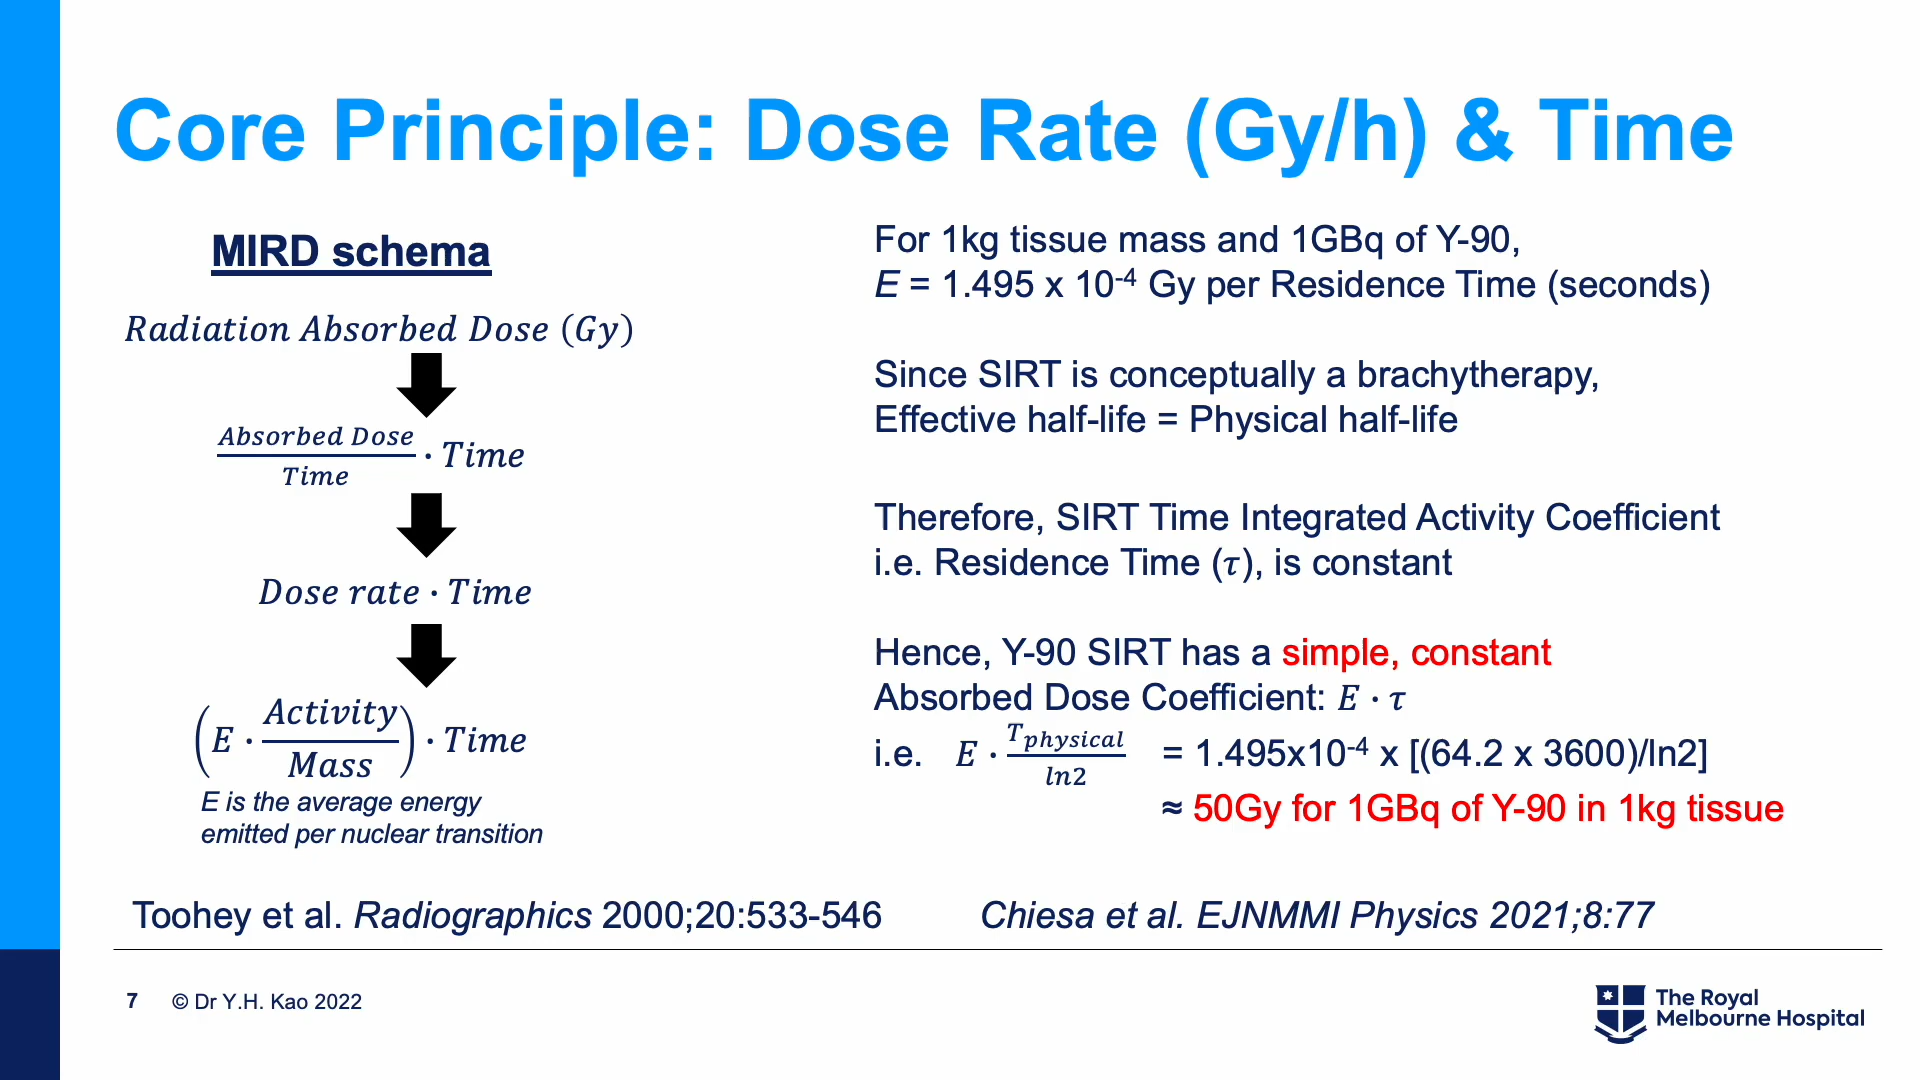 Core Principle: Dose Rate (Gy/h) & Time
MIRD schema
Radiation Absorbed Dose (Gy)
Absorbed Dose
Time
· Time
Dose rate · Time
(E · Activity/Mass) · Time
E is the average energy
emitted per nuclear transition
For 1kg tissue mass and 1GBq of Y-90,
E = 1.495 x 10⁻⁴ Gy per Residence Time (seconds)
Since SIRT is conceptually a brachytherapy,
Effective half-life = Physical half-life
Therefore, SIRT Time Integrated Activity Coefficient
i.e. Residence Time (τ), is constant
Hence, Y-90 SIRT has a simple, constant
Absorbed Dose Coefficient: E · τ
i.e. E · T_physical/ln2 = 1.495x10⁻⁴ x [(64.2 x 3600)/ln2]
≈ 50Gy for 1GBq of Y-90 in 1kg tissue
Toohey et al. Radiographics 2000;20:533-546
Chiesa et al. EJNMMI Physics 2021;8:77
7 © Dr Y.H. Kao 2022
The Royal
Melbourne Hospital